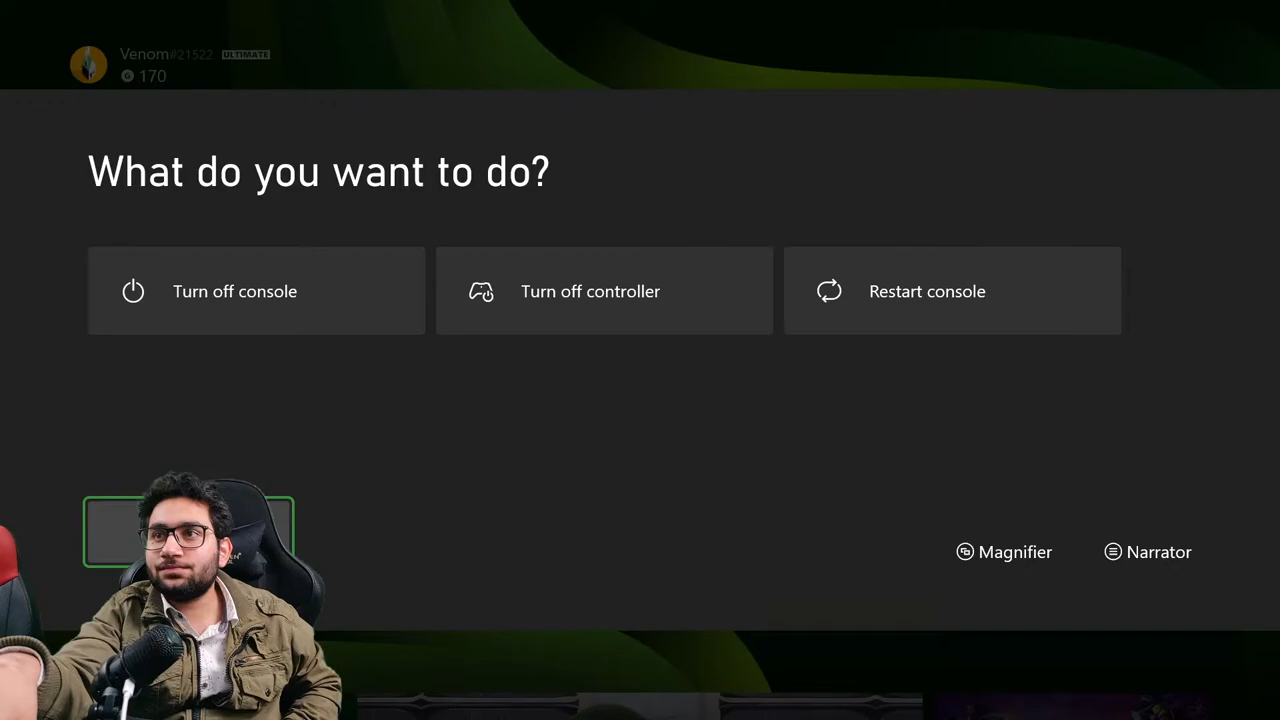 Venom#21522 ULTIMATE
G 170
What do you want to do?
Turn off console
Turn off controller
Restart console
Magnifier
Narrator